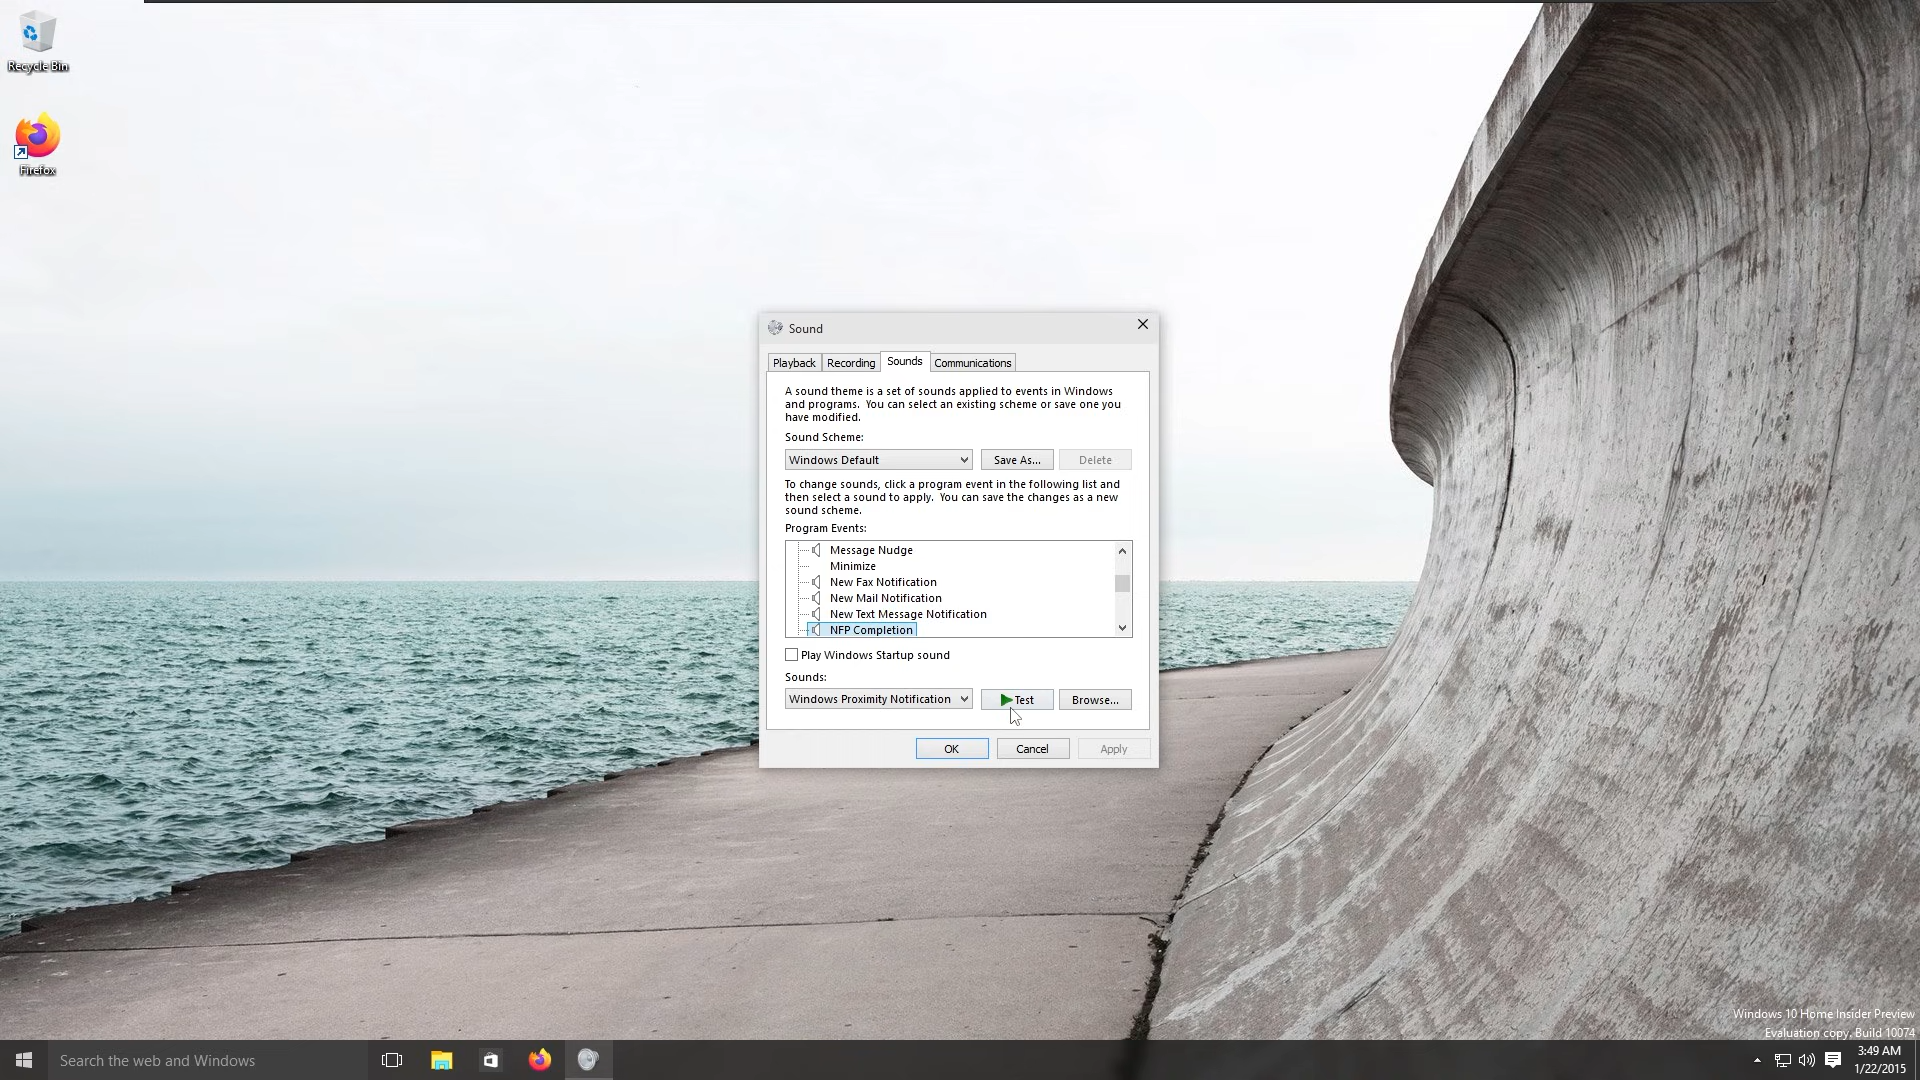 Recycle Bin
Firefox
Sound
Playback
Recording
Sounds
Communications
A sound theme is a set of sounds applied to events in Windows
and programs.  You can select an existing scheme or save one you
have modified.
Sound Scheme:
Windows Default
Save As...
Delete
To change sounds, click a program event in the following list and
then select a sound to apply.  You can save the changes as a new
sound scheme.
Program Events:
Message Nudge
Minimize
New Fax Notification
New Mail Notification
New Text Message Notification
NFP Completion
Play Windows Startup sound
Sounds:
Windows Proximity Notification
Test
Browse...
OK
Cancel
Apply
Windows 10 Home Insider Preview
Evaluation copy. Build 10074
Search the web and Windows
3:49 AM
1/22/2015